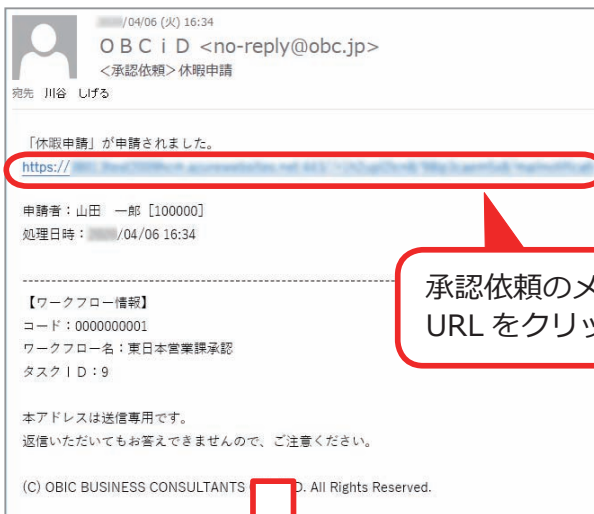 /04/06 (火) 16:34
ＯＢＣｉＤ <no-reply@obc.jp>
<承認依頼>休暇申請
宛先 川谷 しげる
「休暇申請」が申請されました。
https://
申請者：山田　一郎［100000］
処理日時： /04/06 16:34
承認依頼のメ
URL をクリッ
【ワークフロー情報】
コード：0000000001
ワークフロー名：東日本営業課承認
タスクＩＤ：9
本アドレスは送信専用です。
返信いただいてもお答えできませんので、ご注意ください。
(C) OBIC BUSINESS CONSULTANTS D. All Rights Reserved.